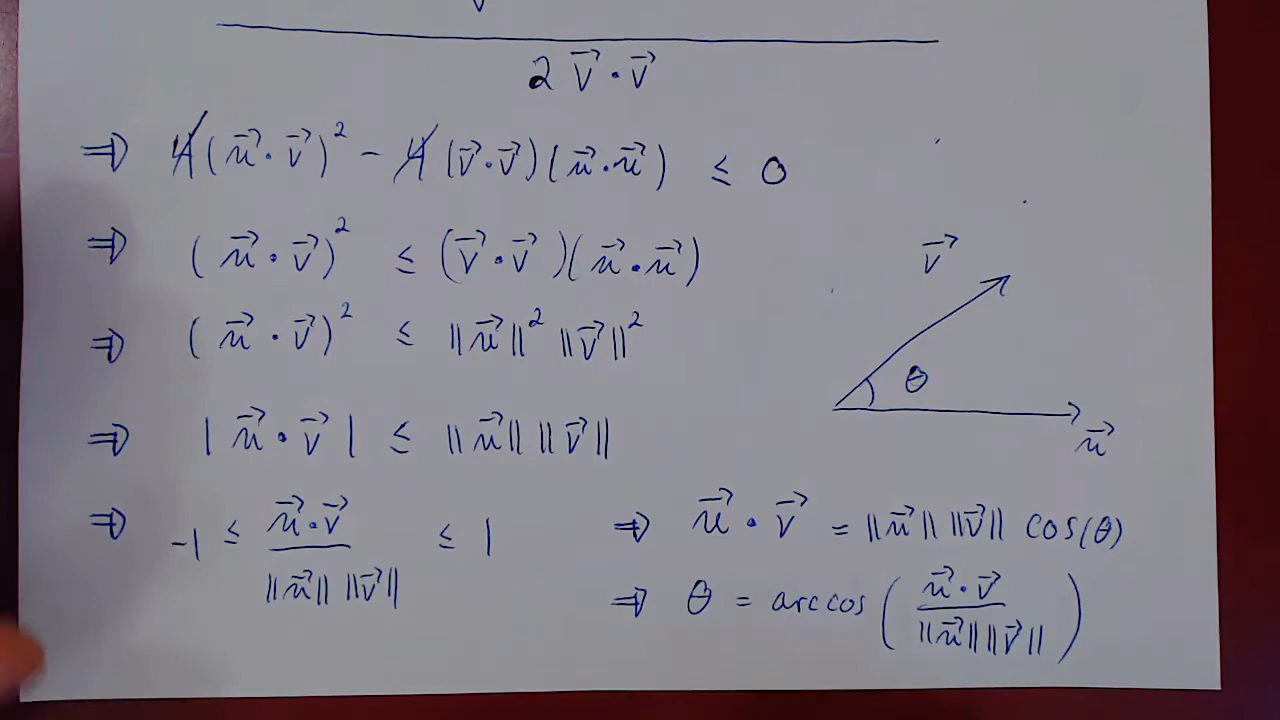 2 v⃗ · v⃗
⇒ 4(u⃗ · v⃗)² − 4(v⃗ · v⃗)(u⃗ · u⃗) ≤ 0
⇒ (u⃗ · v⃗)² ≤ (v⃗ · v⃗)(u⃗ · u⃗)
⇒ (u⃗ · v⃗)² ≤ ||u⃗||² ||v⃗||²
⇒ |u⃗ · v⃗| ≤ ||u⃗|| ||v⃗||
⇒ -1 ≤ u⃗ · v⃗ / ||u⃗|| ||v⃗|| ≤ 1
v⃗
θ
u⃗
⇒ u⃗ · v⃗ = ||u⃗|| ||v⃗|| cos(θ)
⇒ θ = arccos( u⃗ · v⃗ / ||u⃗|| ||v⃗|| )